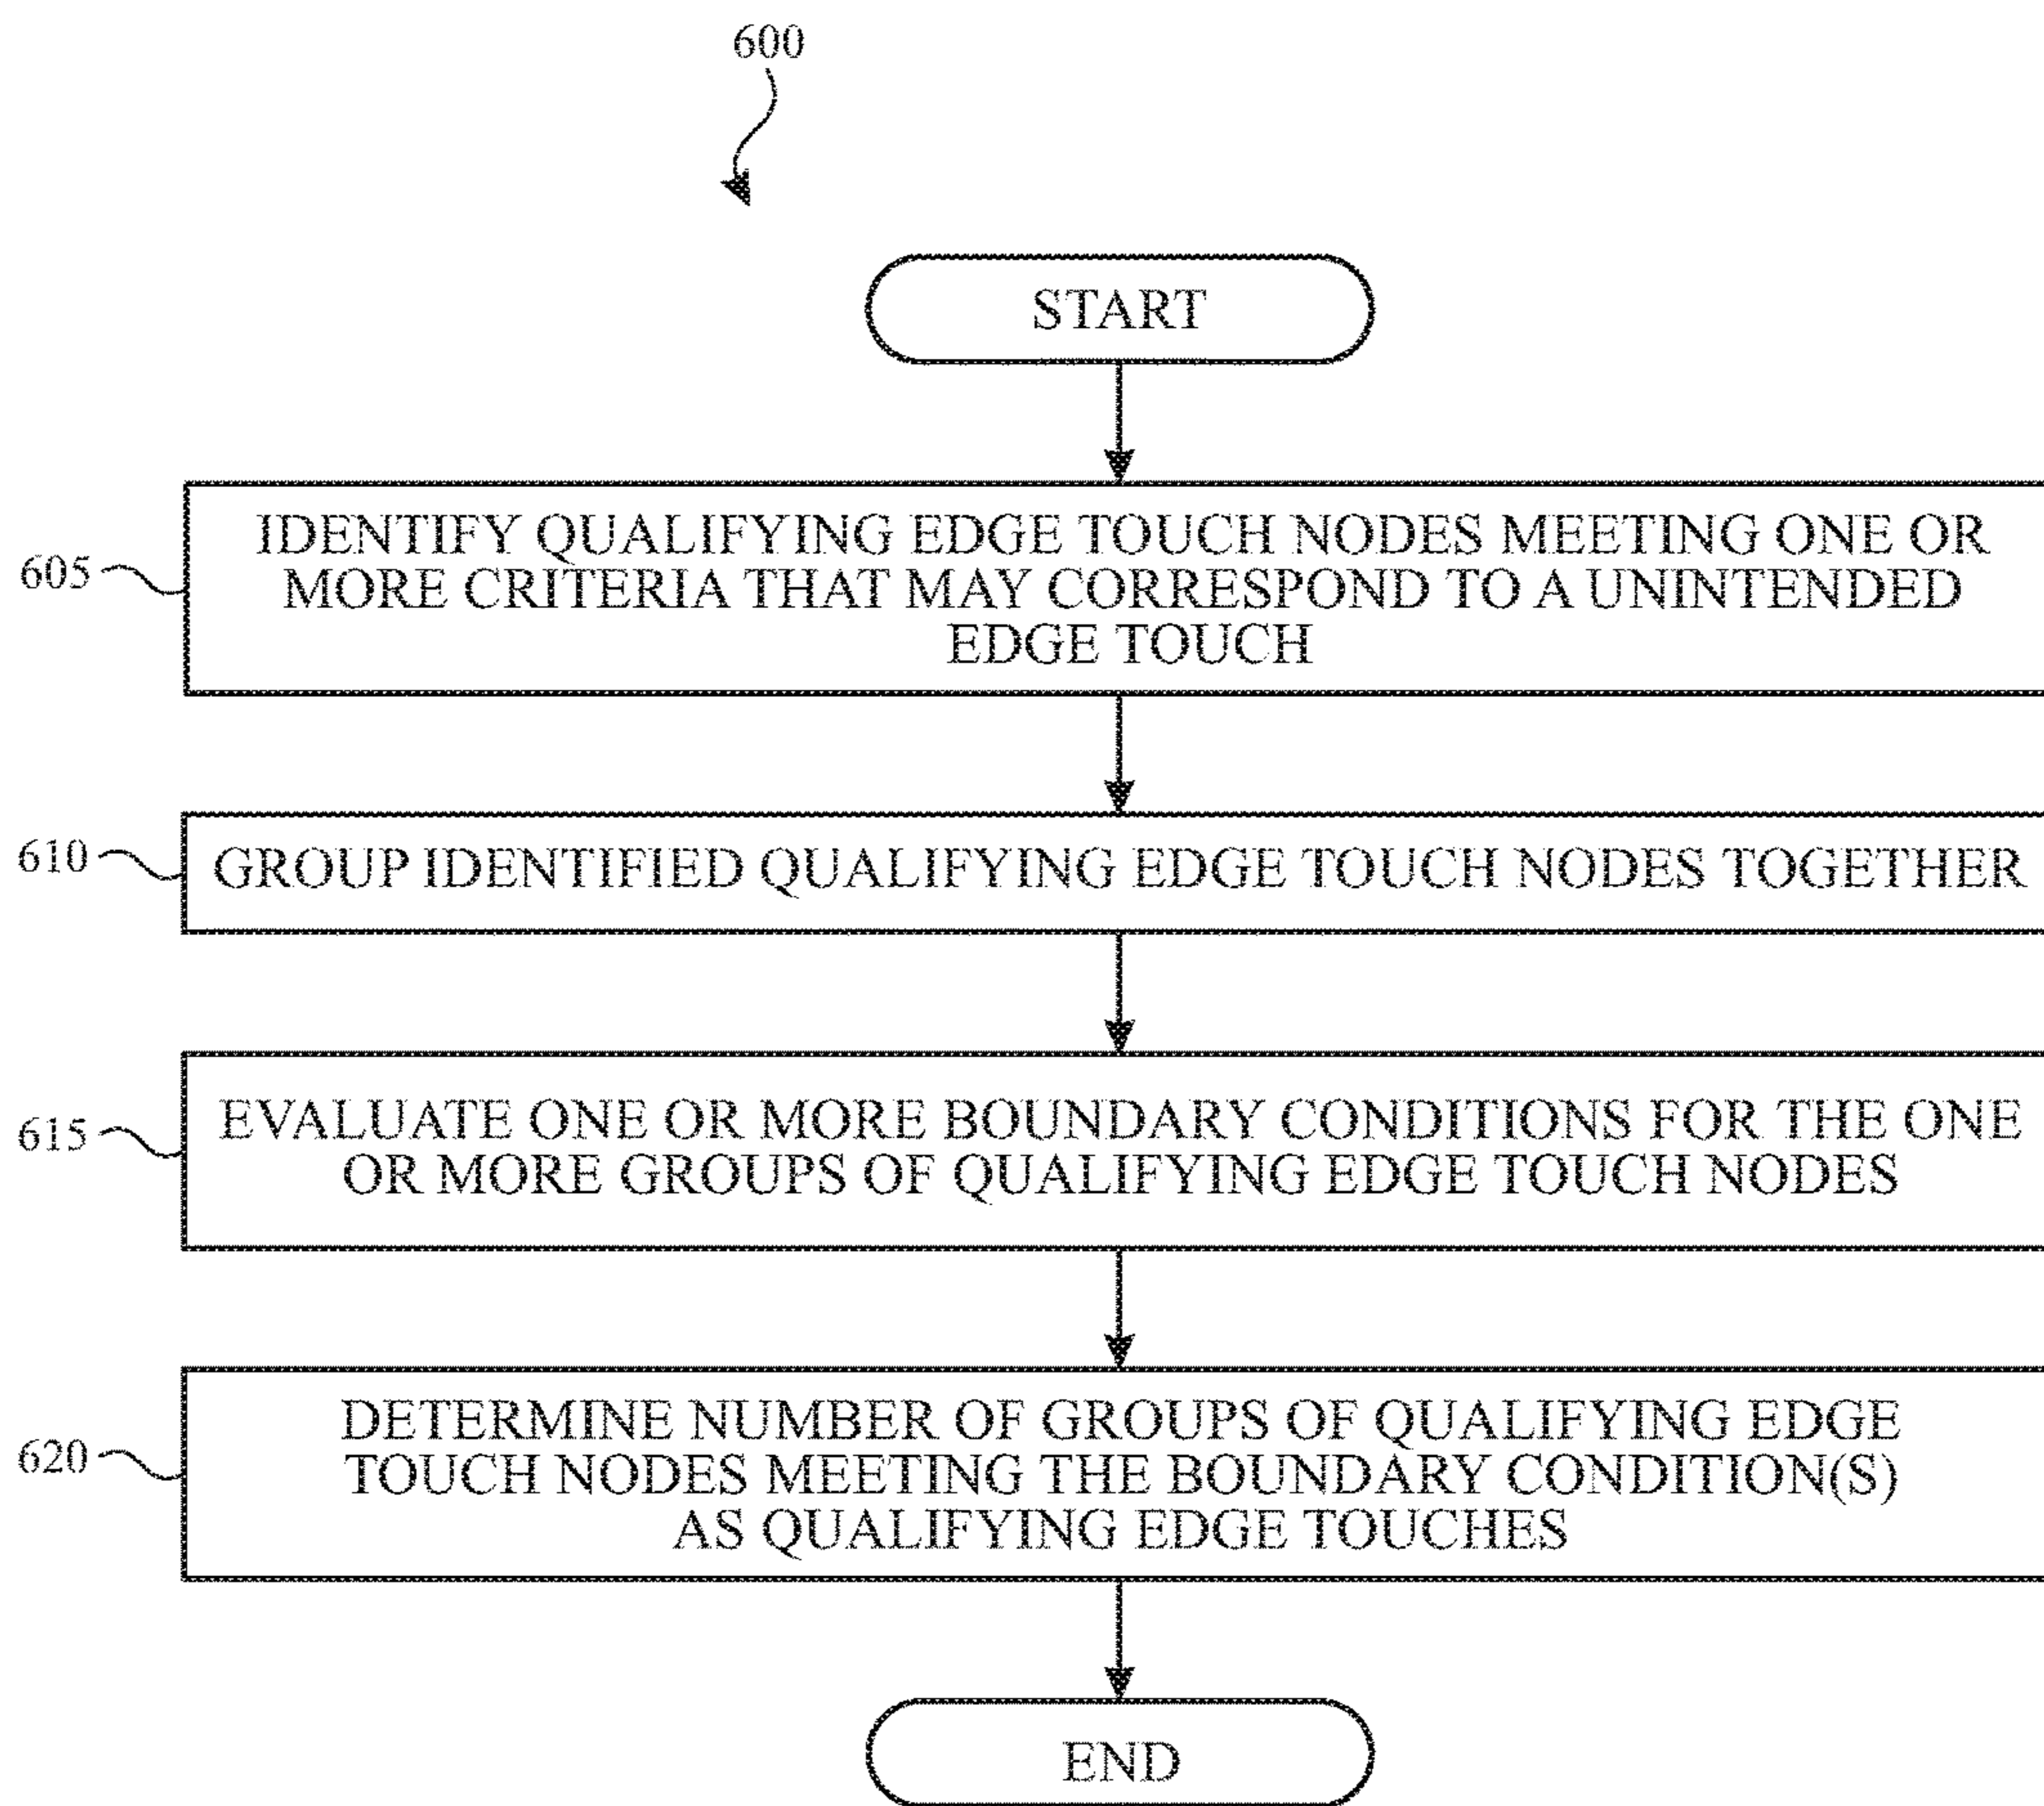 600
START
605
IDENTIFY QUALIFYING EDGE TOUCH NODES MEETING ONE OR
MORE CRITERIA THAT MAY CORRESPOND TO A UNINTENDED
EDGE TOUCH
610
GROUP IDENTIFIED QUALIFYING EDGE TOUCH NODES TOGETHER
615
EVALUATE ONE OR MORE BOUNDARY CONDITIONS FOR THE ONE
OR MORE GROUPS OF QUALIFYING EDGE TOUCH NODES
620
DETERMINE NUMBER OF GROUPS OF QUALIFYING EDGE
TOUCH NODES MEETING THE BOUNDARY CONDITION(S)
AS QUALIFYING EDGE TOUCHES
END